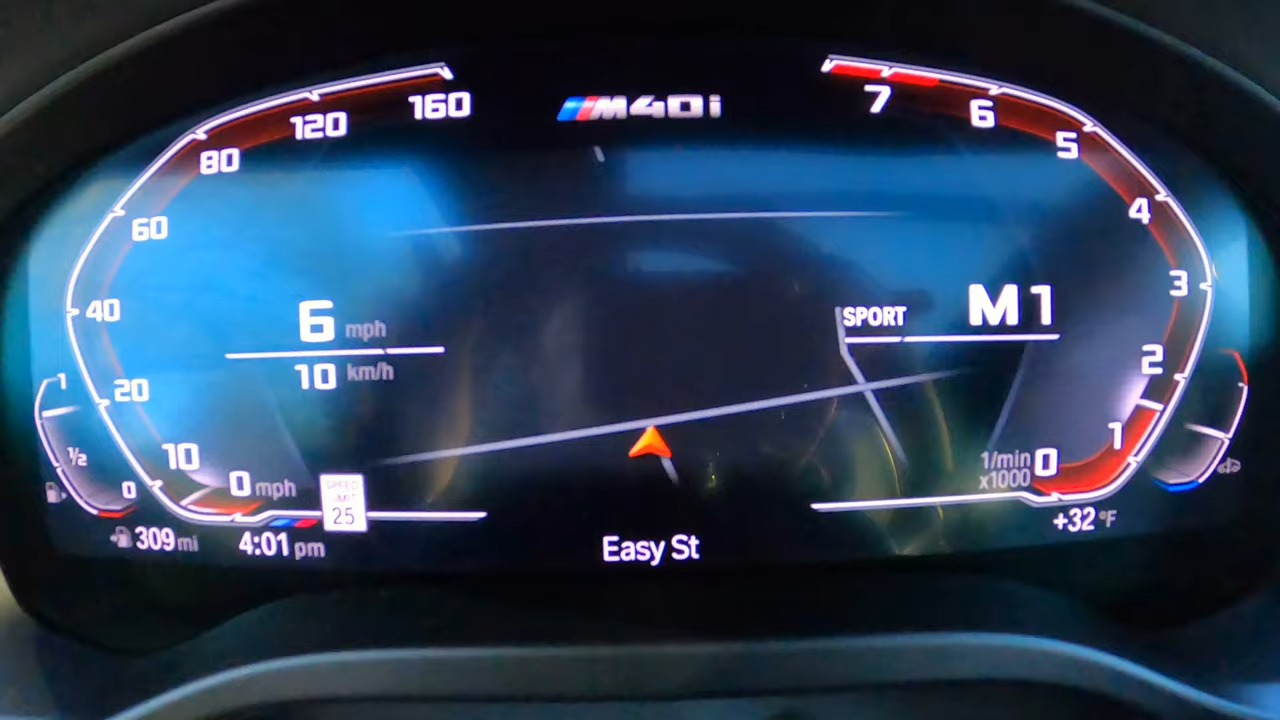 M40i
160
120
80
60
40
20
10
0 mph
6 mph
10 km/h
1
½
0
309 mi
4:01 pm
SPEED
LIMIT
25
Easy St
7
6
5
4
3
2
1
0
1/min
x1000
SPORT
M1
+32 °F